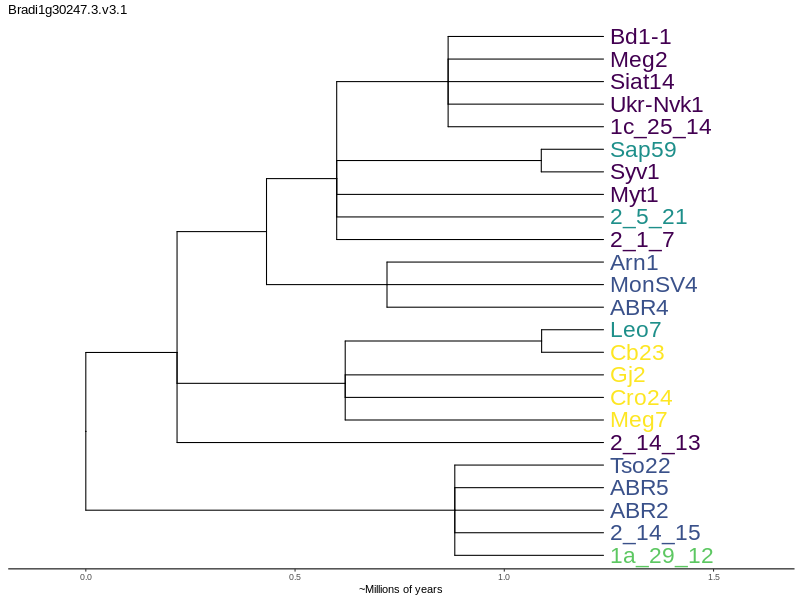 Bradi1g30247.3.v3.1
Bd1-1
Meg2
Siat14
Ukr-Nvk1
1c_25_14
Sap59
Syv1
Myt1
2_5_21
2_1_7
Arn1
MonSV4
ABR4
Leo7
Cb23
Gj2
Cro24
Meg7
2_14_13
Tso22
ABR5
ABR2
2_14_15
1a_29_12
0.0 0.5 1.0 1.5
~Millions of years